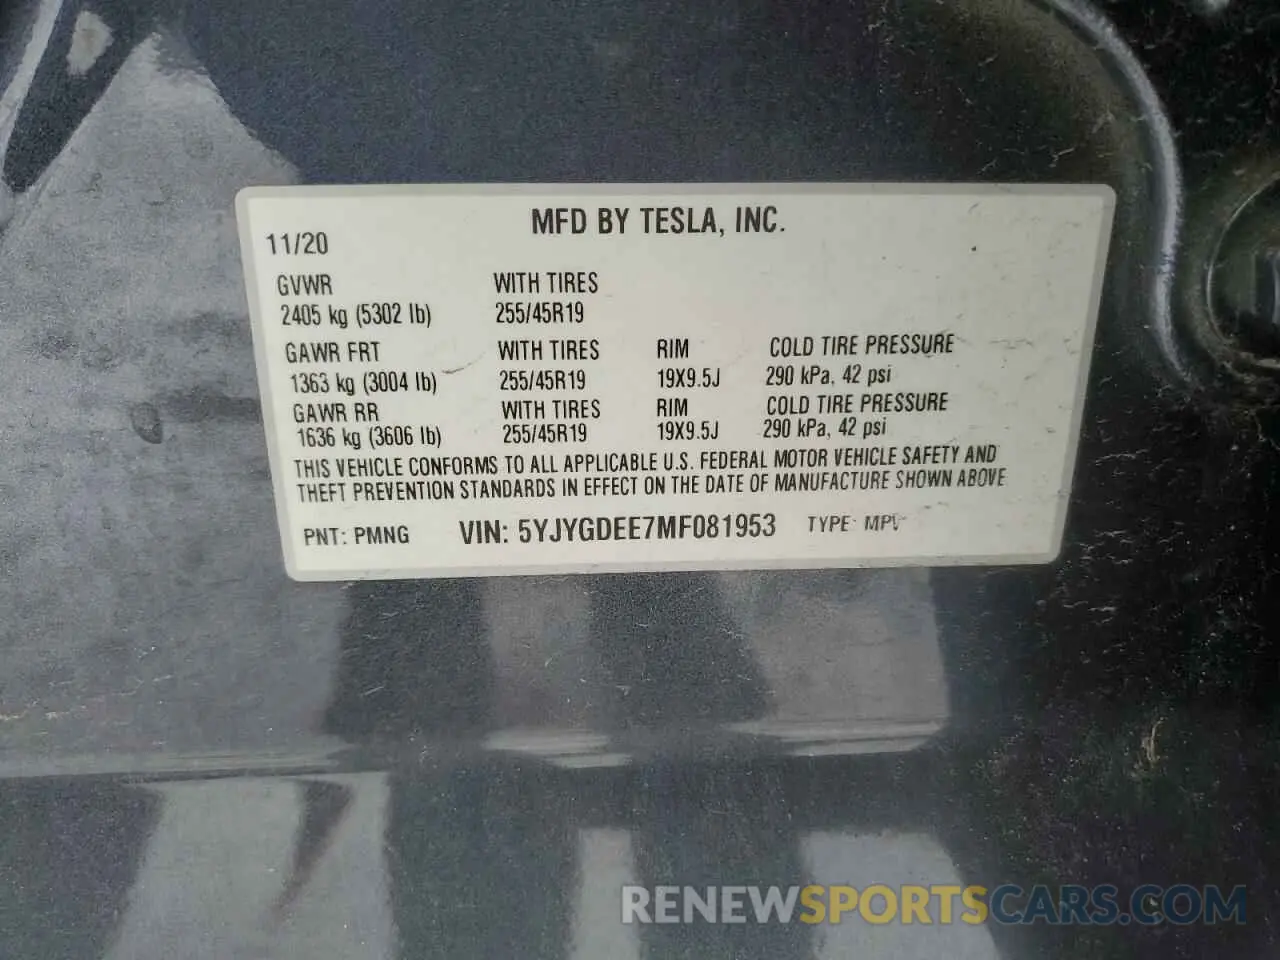 MFD BY TESLA, INC.
11/20
GVWR WITH TIRES
2405 kg (5302 lb) 255/45R19
GAWR FRT WITH TIRES RIM COLD TIRE PRESSURE
1363 kg (3004 lb) 255/45R19 19X9.5J 290 kPa, 42 psi
GAWR RR WITH TIRES RIM COLD TIRE PRESSURE
1636 kg (3606 lb) 255/45R19 19X9.5J 290 kPa, 42 psi
THIS VEHICLE CONFORMS TO ALL APPLICABLE U.S. FEDERAL MOTOR VEHICLE SAFETY AND
THEFT PREVENTION STANDARDS IN EFFECT ON THE DATE OF MANUFACTURE SHOWN ABOVE
PNT: PMNG VIN: 5YJYGDEE7MF081953 TYPE: MPV
RENEWSPORTSCARS.COM